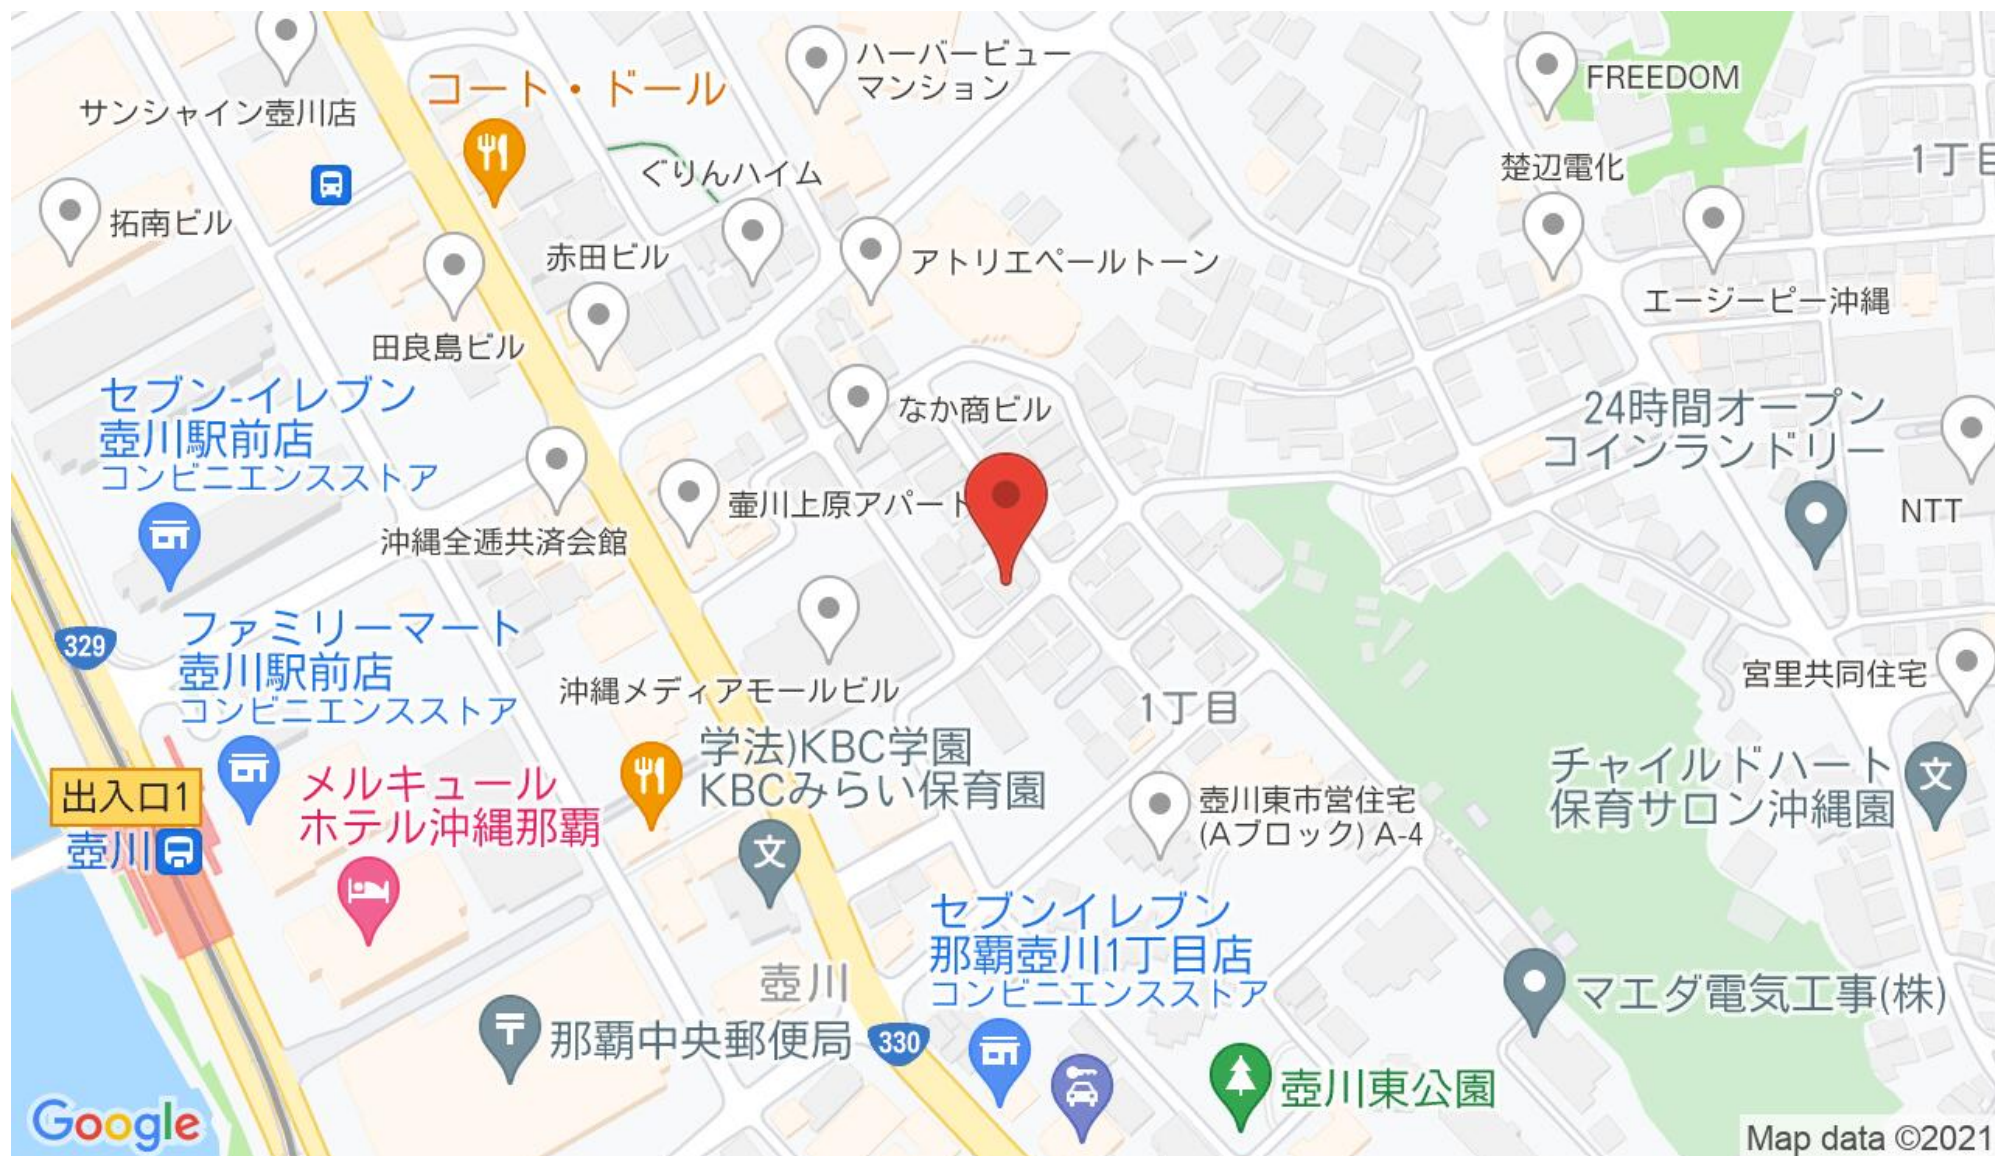 サンシャイン壺川店
コート・ドール
ハーバービュー
マンション
FREEDOM
楚辺電化
1丁目
ぐりんハイム
拓南ビル
赤田ビル
アトリエペールトーン
エージーピー沖縄
田良島ビル
セブン-イレブン
壺川駅前店
コンビニエンスストア
なか商ビル
24時間オープン
コインランドリー
NTT
壷川上原アパート
沖縄全逓共済会館
329
ファミリーマート
壺川駅前店
コンビニエンスストア
沖縄メディアモールビル
1丁目
宮里共同住宅
出入口1
壺川
メルキュール
ホテル沖縄那覇
学法)KBC学園
KBCみらい保育園
文
壺川東市営住宅
(Aブロック) A-4
チャイルドハート
保育サロン沖縄園
文
セブンイレブン
那覇壺川1丁目店
コンビニエンスストア
壺川
那覇中央郵便局
330
マエダ電気工事(株)
壺川東公園
Google
Map data ©2021